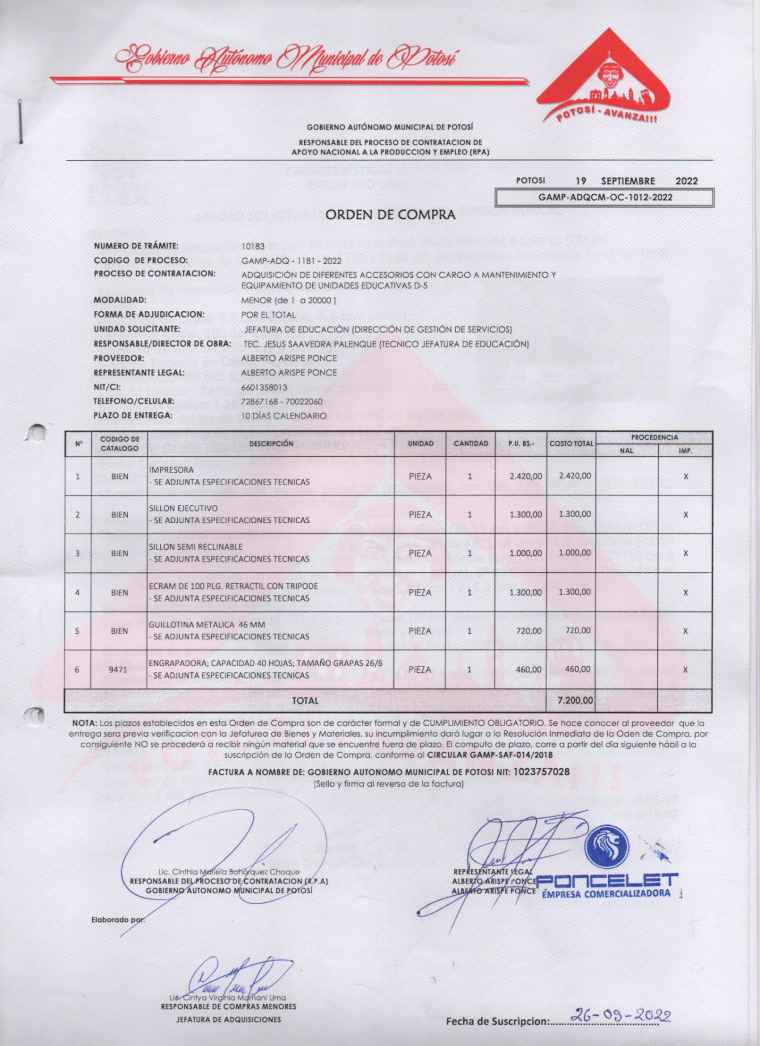 Gobierno Autónomo Municipal de Potosí
POTOSÍ - AVANZA!!!
GOBIERNO AUTÓNOMO MUNICIPAL DE POTOSÍ
RESPONSABLE DEL PROCESO DE CONTRATACION DE
APOYO NACIONAL A LA PRODUCCION Y EMPLEO (RPA)
POTOSI 19 SEPTIEMBRE 2022
GAMP-ADQCM-OC-1012-2022
ORDEN DE COMPRA
NUMERO DE TRÁMITE: 10183
CODIGO DE PROCESO: GAMP-ADQ - 1181 - 2022
PROCESO DE CONTRATACION: ADQUISICIÓN DE DIFERENTES ACCESORIOS CON CARGO A MANTENIMIENTO Y
EQUIPAMIENTO DE UNIDADES EDUCATIVAS D-5
MODALIDAD: MENOR (de 1 a 20000 )
FORMA DE ADJUDICACION: POR EL TOTAL
UNIDAD SOLICITANTE: JEFATURA DE EDUCACIÓN (DIRECCIÓN DE GESTIÓN DE SERVICIOS)
RESPONSABLE/DIRECTOR DE OBRA: TEC. JESUS SAAVEDRA PALENQUE (TECNICO JEFATURA DE EDUCACIÓN)
PROVEEDOR: ALBERTO ARISPE PONCE
REPRESENTANTE LEGAL: ALBERTO ARISPE PONCE
NIT/CI: 6601358013
TELEFONO/CELULAR: 72867168 - 70022060
PLAZO DE ENTREGA: 10 DÍAS CALENDARIO
N° CODIGO DE CATALOGO DESCRIPCIÓN UNIDAD CANTIDAD P.U. BS.- COSTO TOTAL PROCEDENCIA
NAL IMP.
1 BIEN IMPRESORA PIEZA 1 2.420,00 2.420,00 X
- SE ADJUNTA ESPECIFICACIONES TECNICAS
2 BIEN SILLON EJECUTIVO PIEZA 1 1.300,00 1.300,00 X
- SE ADJUNTA ESPECIFICACIONES TECNICAS
3 BIEN SILLON SEMI RECLINABLE PIEZA 1 1.000,00 1.000,00 X
- SE ADJUNTA ESPECIFICACIONES TECNICAS
4 BIEN ECRAM DE 100 PLG. RETRACTIL CON TRIPODE PIEZA 1 1.300,00 1.300,00 X
- SE ADJUNTA ESPECIFICACIONES TECNICAS
5 BIEN GUILLOTINA METALICA 46 MM PIEZA 1 720,00 720,00 X
- SE ADJUNTA ESPECIFICACIONES TECNICAS
6 9471 ENGRAPADORA; CAPACIDAD 40 HOJAS; TAMAÑO GRAPAS 26/6 PIEZA 1 460,00 460,00 X
- SE ADJUNTA ESPECIFICACIONES TECNICAS
TOTAL 7.200,00
NOTA: Los plazos establecidos en esta Orden de Compra son de carácter formal y de CUMPLIMIENTO OBLIGATORIO. Se hace conocer al proveedor que la
entrega sera previa verificacion con la Jefaturea de Bienes y Materiales, su incumplimiento dará lugar a la Resolución Inmediata de la Oden de Compra, por
consiguiente NO se procederá a recibir ningún material que se encuentre fuera de plazo. El computo de plazo, corre a partir del día siguiente hábil a la
suscripción de la Orden de Compra, conforme al CIRCULAR GAMP-SAF-014/2018
FACTURA A NOMBRE DE: GOBIERNO AUTONOMO MUNICIPAL DE POTOSI NIT: 1023757028
(Sello y firma al reverso de la factura)
Lic. Cinthia Mariela Bohorquez Choque
RESPONSABLE DEL PROCESO DE CONTRATACION (R.P.A)
GOBIERNO AUTONOMO MUNICIPAL DE POTOSÍ
REPRESENTANTE LEGAL
ALBERTO ARISPE PONCE
ALBERTO ARISPE PONCE
PONCELET
EMPRESA COMERCIALIZADORA
Elaborado por:
Lic. Cintya Virginia Mamani Uma
RESPONSABLE DE COMPRAS MENORES
JEFATURA DE ADQUISICIONES
Fecha de Suscripcion: 26-09-2022